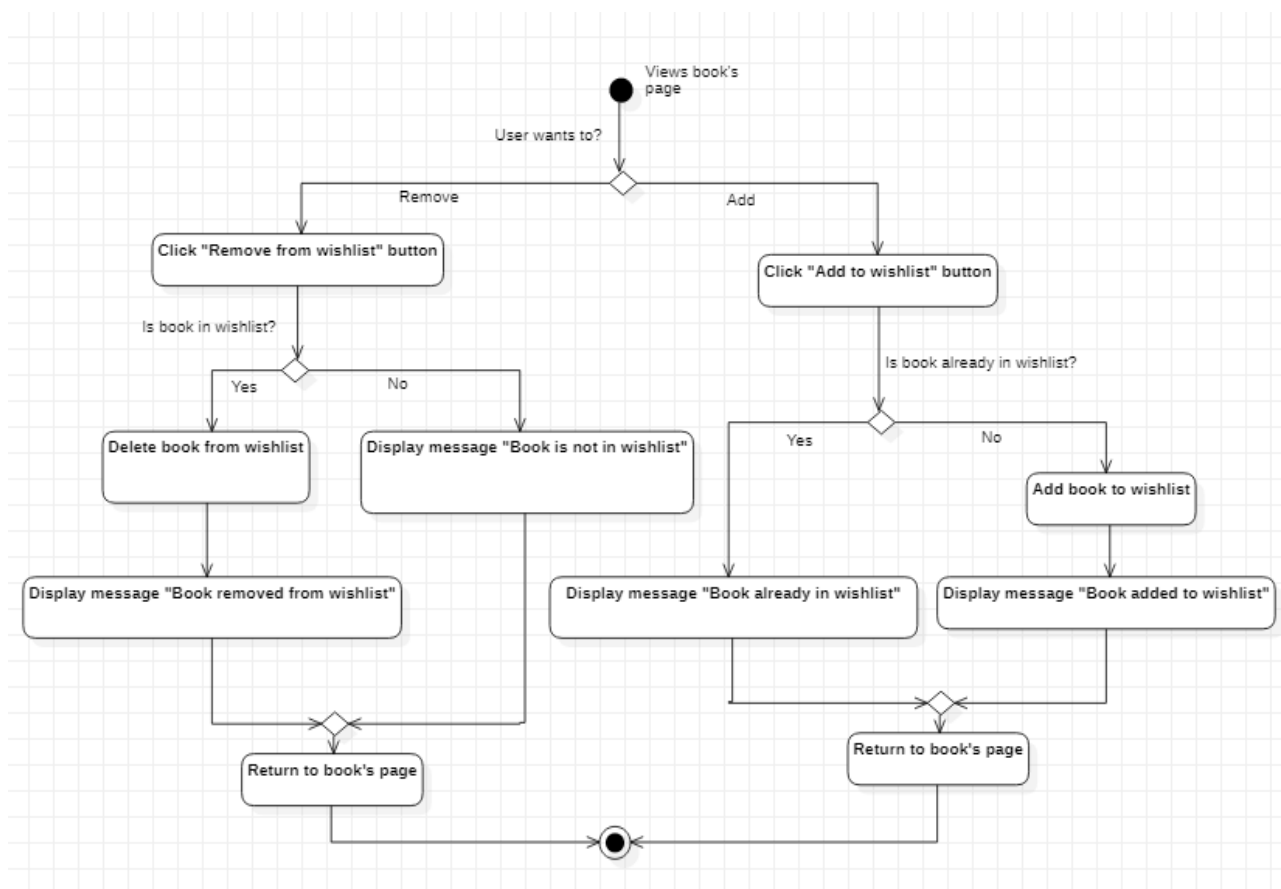 Views book's
page
User wants to?
Remove
Add
Click "Remove from wishlist" button
Click "Add to wishlist" button
Is book in wishlist?
Is book already in wishlist?
Yes
No
Yes
No
Delete book from wishlist
Display message "Book is not in wishlist"
Add book to wishlist
Display message "Book removed from wishlist"
Display message "Book already in wishlist"
Display message "Book added to wishlist"
Return to book's page
Return to book's page